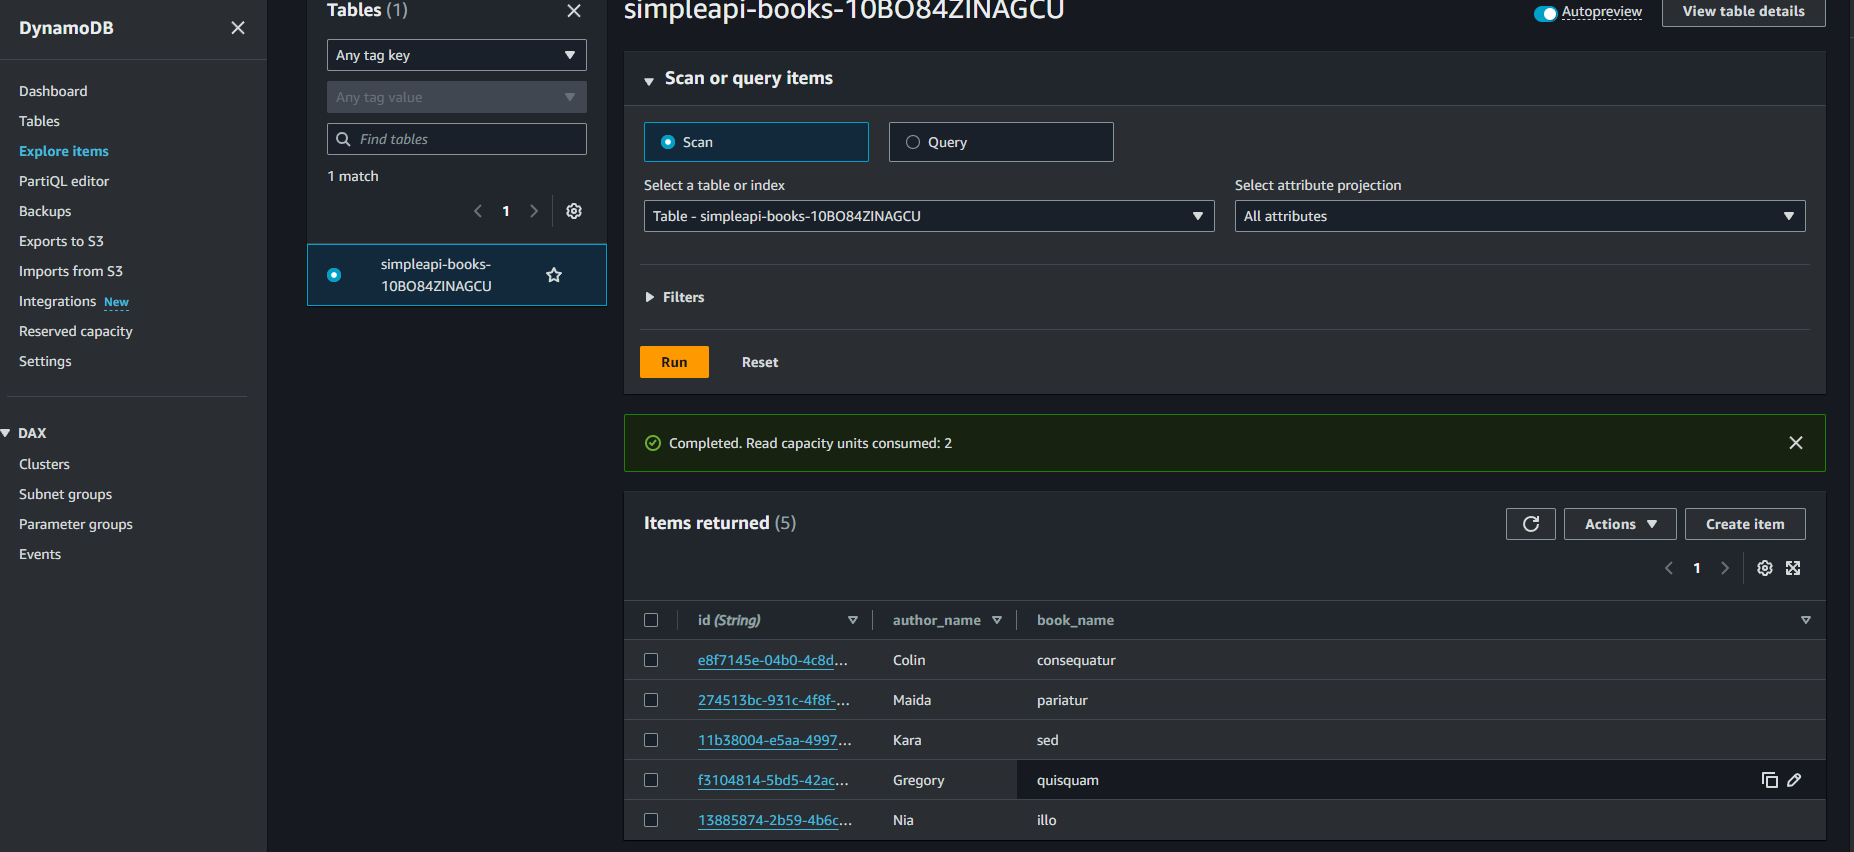 DynamoDB
Dashboard
Tables
Explore items
PartiQL editor
Backups
Exports to S3
Imports from S3
Integrations New
Reserved capacity
Settings
DAX
Clusters
Subnet groups
Parameter groups
Events
Tables (1)
Any tag key
Any tag value
Find tables
1 match
1
simpleapi-books-
10BO84ZINAGCU
simpleapi-books-10BO84ZINAGCU
Autopreview
View table details
Scan or query items
Scan
Query
Select a table or index
Select attribute projection
Table - simpleapi-books-10BO84ZINAGCU
All attributes
Filters
Run
Reset
Completed. Read capacity units consumed: 2
Items returned (5)
Actions
Create item
1
id (String) author_name book_name
e8f7145e-04b0-4c8d... Colin consequatur
274513bc-931c-4f8f-... Maida pariatur
11b38004-e5aa-4997... Kara sed
f3104814-5bd5-42ac... Gregory quisquam
13885874-2b59-4b6c... Nia illo